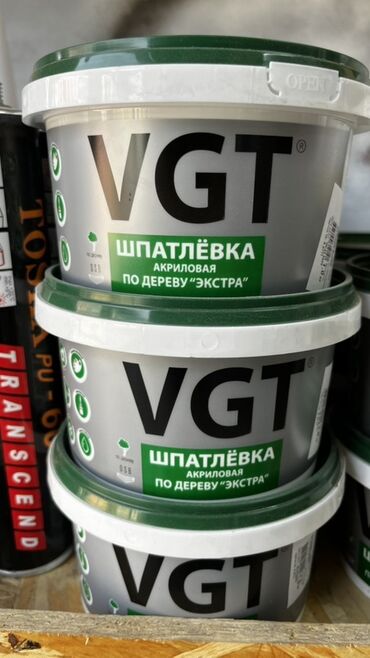 OPEN
VGT®
ШПАТЛЁВКА
АКРИЛОВАЯ
ПО ДЕРЕВУ "ЭКСТРА"
VGT
ШПАТЛЁВКА
АКРИЛОВАЯ
ПО ДЕРЕВУ "ЭКСТРА"
VGT
TRANSCEND